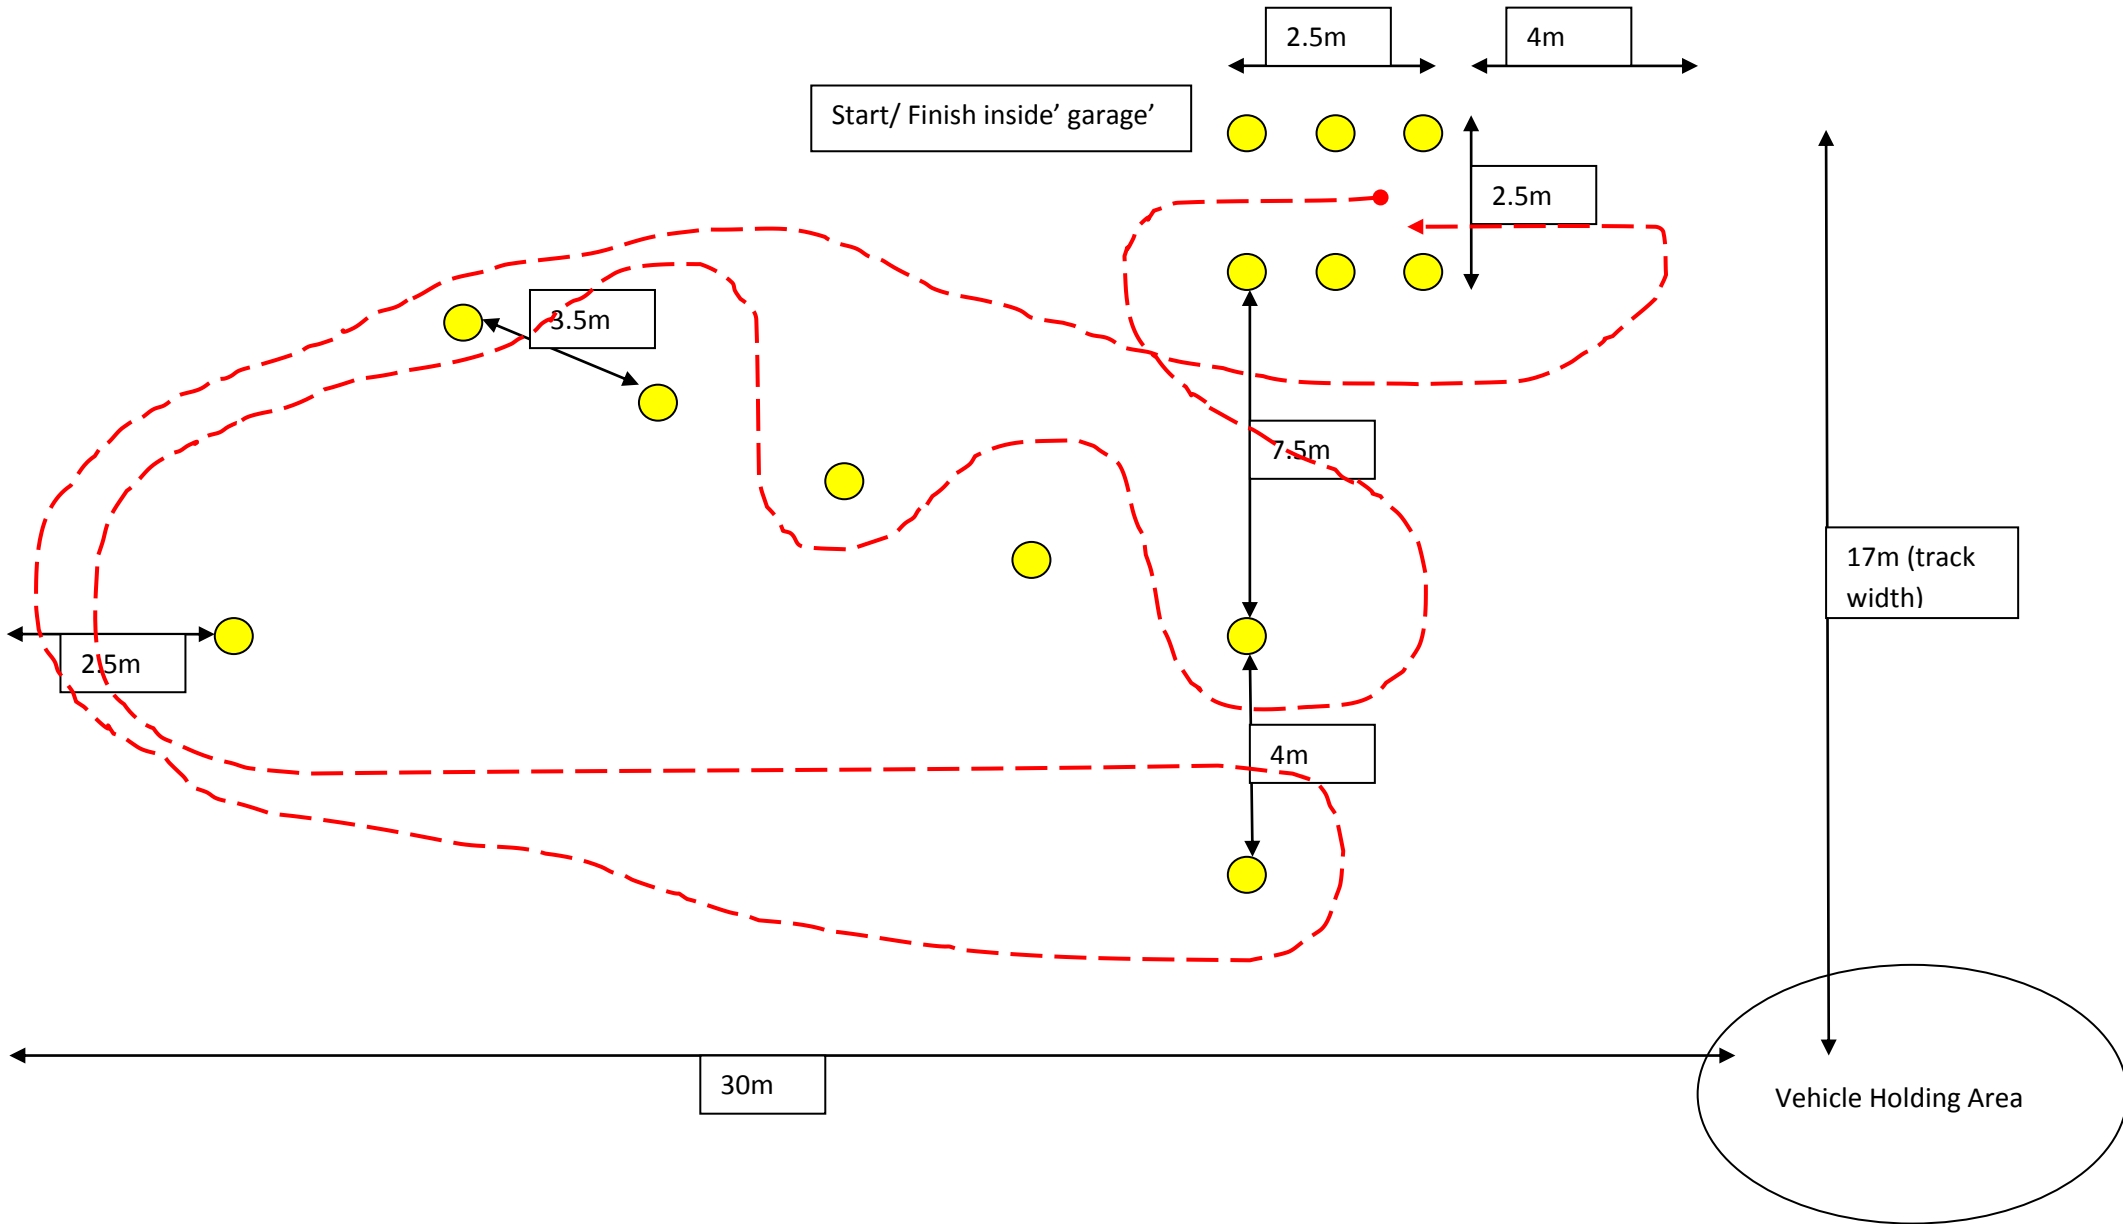 2.5m
4m
Start/ Finish inside’ garage’
2.5m
3.5m
7.5m
17m (track
width)
2.5m
4m
30m
Vehicle Holding Area